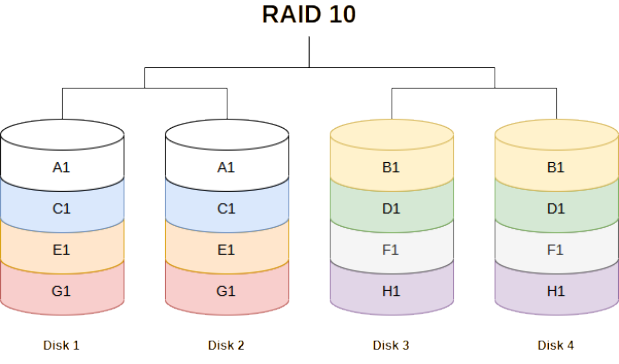 RAID 10
A1 A1 B1 B1
C1 C1 D1 D1
E1 E1 F1 F1
G1 G1 H1 H1
Disk 1 Disk 2 Disk 3 Disk 4